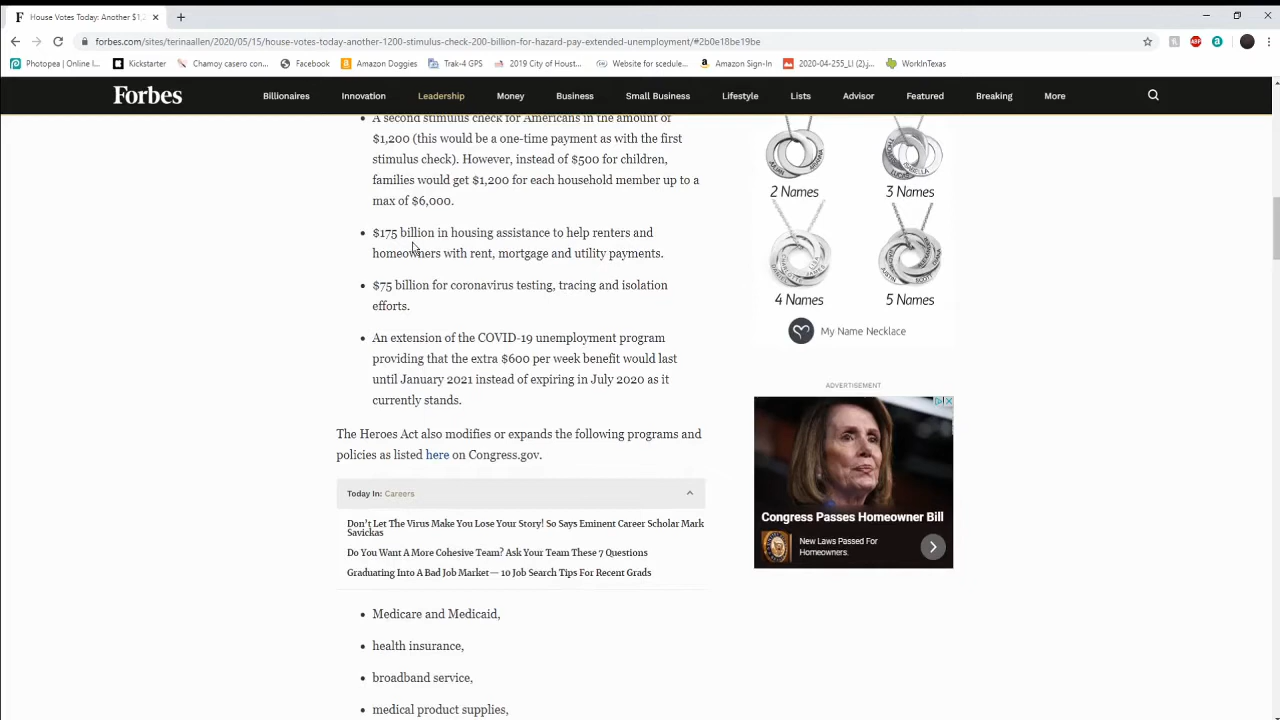 F House Votes Today: Another $1,2
forbes.com/sites/terinaallen/2020/05/15/house-votes-today-another-1200-stimulus-check-200-billion-for-hazard-pay-extended-unemployment/#2b0e18be19be
Photopea | Online I... Kickstarter Chamoy casero con... Facebook Amazon Doggies Trak-4 GPS 2019 City of Houst... Website for scedule... Amazon Sign-In 2020-04-255_LI (2).j... WorkInTexas
Forbes Billionaires Innovation Leadership Money Business Small Business Lifestyle Lists Advisor Featured Breaking More
• A second stimulus check for Americans in the amount of
$1,200 (this would be a one-time payment as with the first
stimulus check). However, instead of $500 for children,
families would get $1,200 for each household member up to a
max of $6,000.
• $175 billion in housing assistance to help renters and
homeowners with rent, mortgage and utility payments.
• $75 billion for coronavirus testing, tracing and isolation
efforts.
• An extension of the COVID-19 unemployment program
providing that the extra $600 per week benefit would last
until January 2021 instead of expiring in July 2020 as it
currently stands.
The Heroes Act also modifies or expands the following programs and
policies as listed here on Congress.gov.
Today In: Careers
Don't Let The Virus Make You Lose Your Story! So Says Eminent Career Scholar Mark
Savickas
Do You Want A More Cohesive Team? Ask Your Team These 7 Questions
Graduating Into A Bad Job Market— 10 Job Search Tips For Recent Grads
• Medicare and Medicaid,
• health insurance,
• broadband service,
• medical product supplies,
2 Names 3 Names
4 Names 5 Names
My Name Necklace
ADVERTISEMENT
Congress Passes Homeowner Bill
New Laws Passed For
Homeowners.